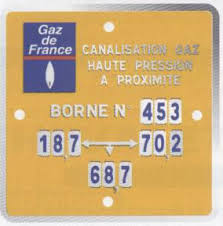 Gaz
de
France
CANALISATION GAZ
HAUTE PRESSION
A PROXIMITE
BORNE N 453
187 702
687